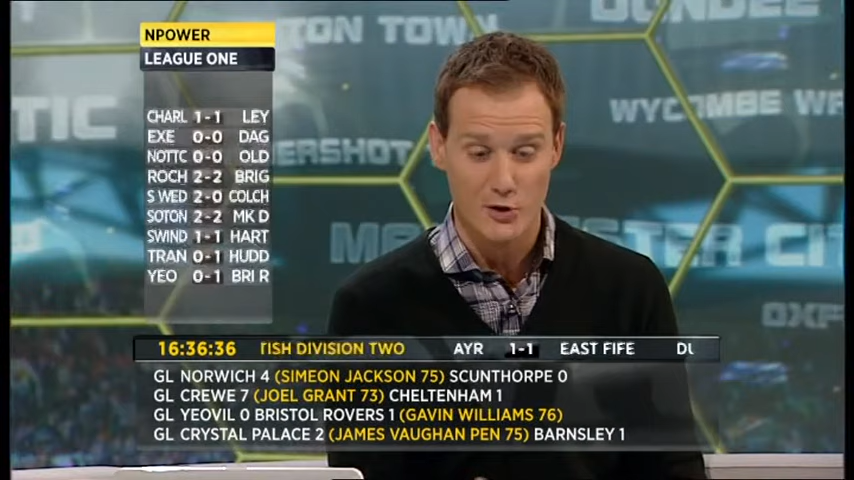 NPOWER
LEAGUE ONE
CHARL 1-1 LEY
EXE 0-0 DAG
NOTTC 0-0 OLD
ROCH 2-2 BRIG
S WED 2-0 COLCH
SOTON 2-2 MK D
SWIND 1-1 HART
TRAN 0-1 HUDD
YEO 0-1 BRI R
TON TOWN
DUNDEE
TIC
WYCOMBE W
ERSHOT
MA STER CIT
OXF
16:36:36 TISH DIVISION TWO AYR 1-1 EAST FIFE DU
GL NORWICH 4 (SIMEON JACKSON 75) SCUNTHORPE 0
GL CREWE 7 (JOEL GRANT 73) CHELTENHAM 1
GL YEOVIL 0 BRISTOL ROVERS 1 (GAVIN WILLIAMS 76)
GL CRYSTAL PALACE 2 (JAMES VAUGHAN PEN 75) BARNSLEY 1